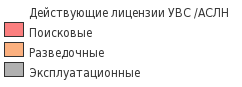 Действующие лицензии УВС /АСЛН
Поисковые
Разведочные
Эксплуатационные